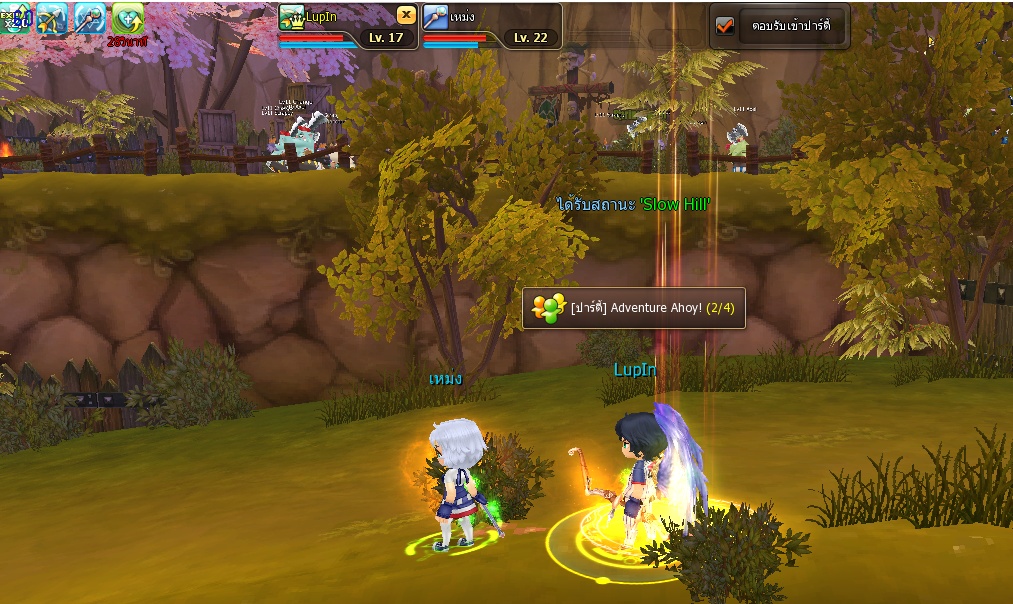 LupIn
Lv. 17
เหม่ง
Lv. 22
ตอบรับเข้าปาร์ตี้
ได้รับสถานะ 'Slow Hill'
[ปาร์ตี้] Adventure Ahoy! (2/4)
LupIn
เหม่ง